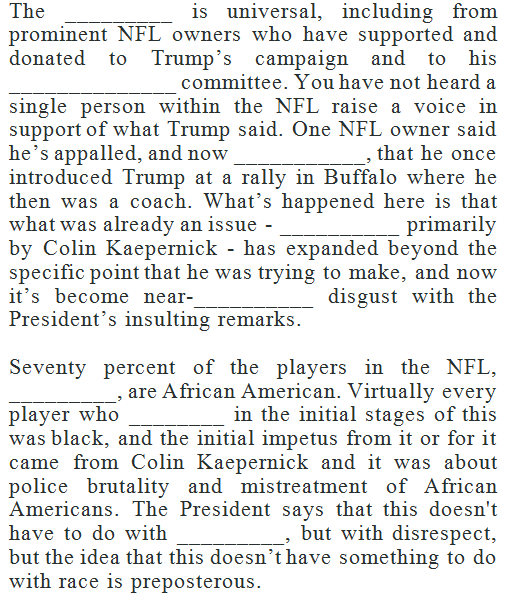 The _________ is universal, including from
prominent NFL owners who have supported and
donated to Trump’s campaign and to his
______________ committee. You have not heard a
single person within the NFL raise a voice in
support of what Trump said. One NFL owner said
he’s appalled, and now ___________, that he once
introduced Trump at a rally in Buffalo where he
then was a coach. What’s happened here is that
what was already an issue - __________ primarily
by Colin Kaepernick - has expanded beyond the
specific point that he was trying to make, and now
it’s become near-__________ disgust with the
President’s insulting remarks.

Seventy percent of the players in the NFL,
_________, are African American. Virtually every
player who ________ in the initial stages of this
was black, and the initial impetus from it or for it
came from Colin Kaepernick and it was about
police brutality and mistreatment of African
Americans. The President says that this doesn't
have to do with _________, but with disrespect,
but the idea that this doesn’t have something to do
with race is preposterous.